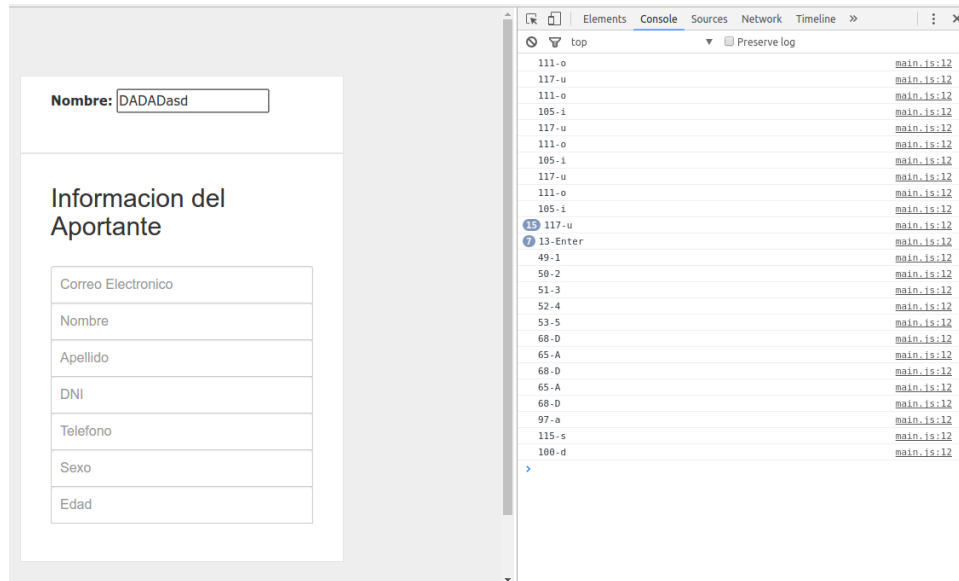 Nombre: DADADasd
Informacion del
Aportante
Correo Electronico
Nombre
Apellido
DNI
Telefono
Sexo
Edad
Elements Console Sources Network Timeline »
top ▼ Preserve log
111-o main.js:12
117-u main.js:12
111-o main.js:12
105-i main.js:12
117-u main.js:12
111-o main.js:12
105-i main.js:12
117-u main.js:12
111-o main.js:12
105-i main.js:12
15 117-u main.js:12
7 13-Enter main.js:12
49-1 main.js:12
50-2 main.js:12
51-3 main.js:12
52-4 main.js:12
53-5 main.js:12
68-D main.js:12
65-A main.js:12
68-D main.js:12
65-A main.js:12
68-D main.js:12
97-a main.js:12
115-s main.js:12
100-d main.js:12